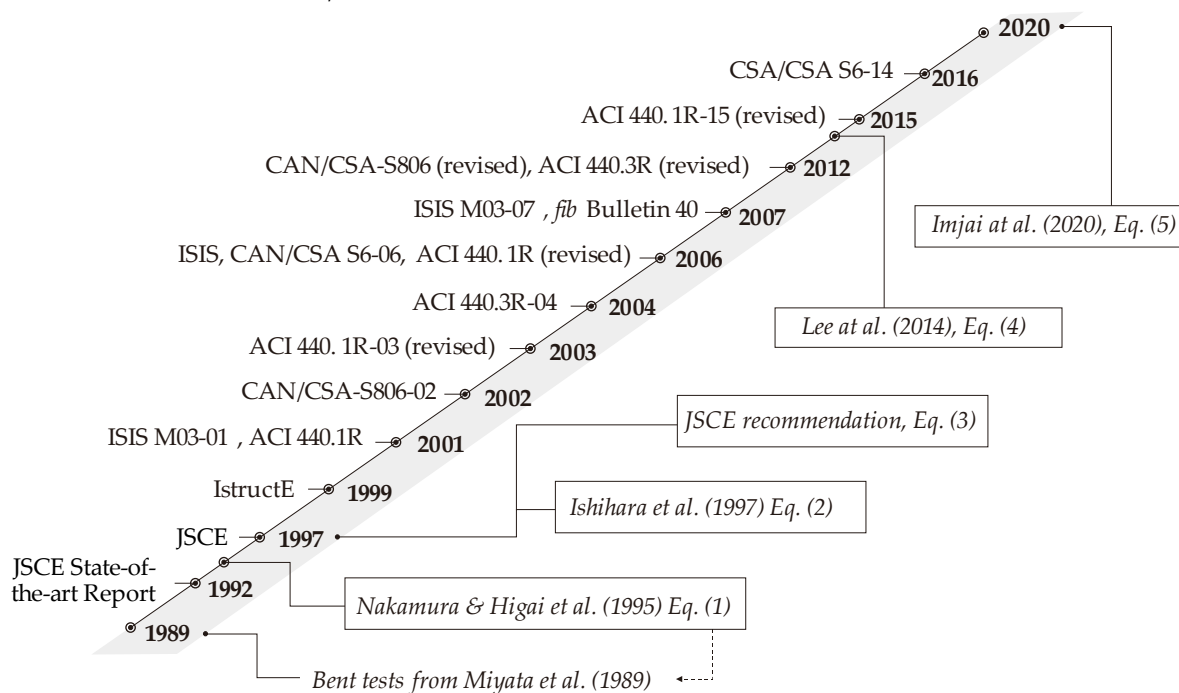 2020
CSA/CSA S6-14
2016
ACI 440. 1R-15 (revised)
2015
CAN/CSA-S806 (revised), ACI 440.3R (revised)
2012
ISIS M03-07 , fib Bulletin 40
2007
Imjai at al. (2020), Eq. (5)
ISIS, CAN/CSA S6-06, ACI 440. 1R (revised)
2006
ACI 440.3R-04
2004
Lee at al. (2014), Eq. (4)
ACI 440. 1R-03 (revised)
2003
CAN/CSA-S806-02
2002
JSCE recommendation, Eq. (3)
ISIS M03-01 , ACI 440.1R
2001
IstructE
1999
Ishihara et al. (1997) Eq. (2)
JSCE
1997
JSCE State-of-
the-art Report
1992
Nakamura & Higai et al. (1995) Eq. (1)
1989
Bent tests from Miyata et al. (1989)